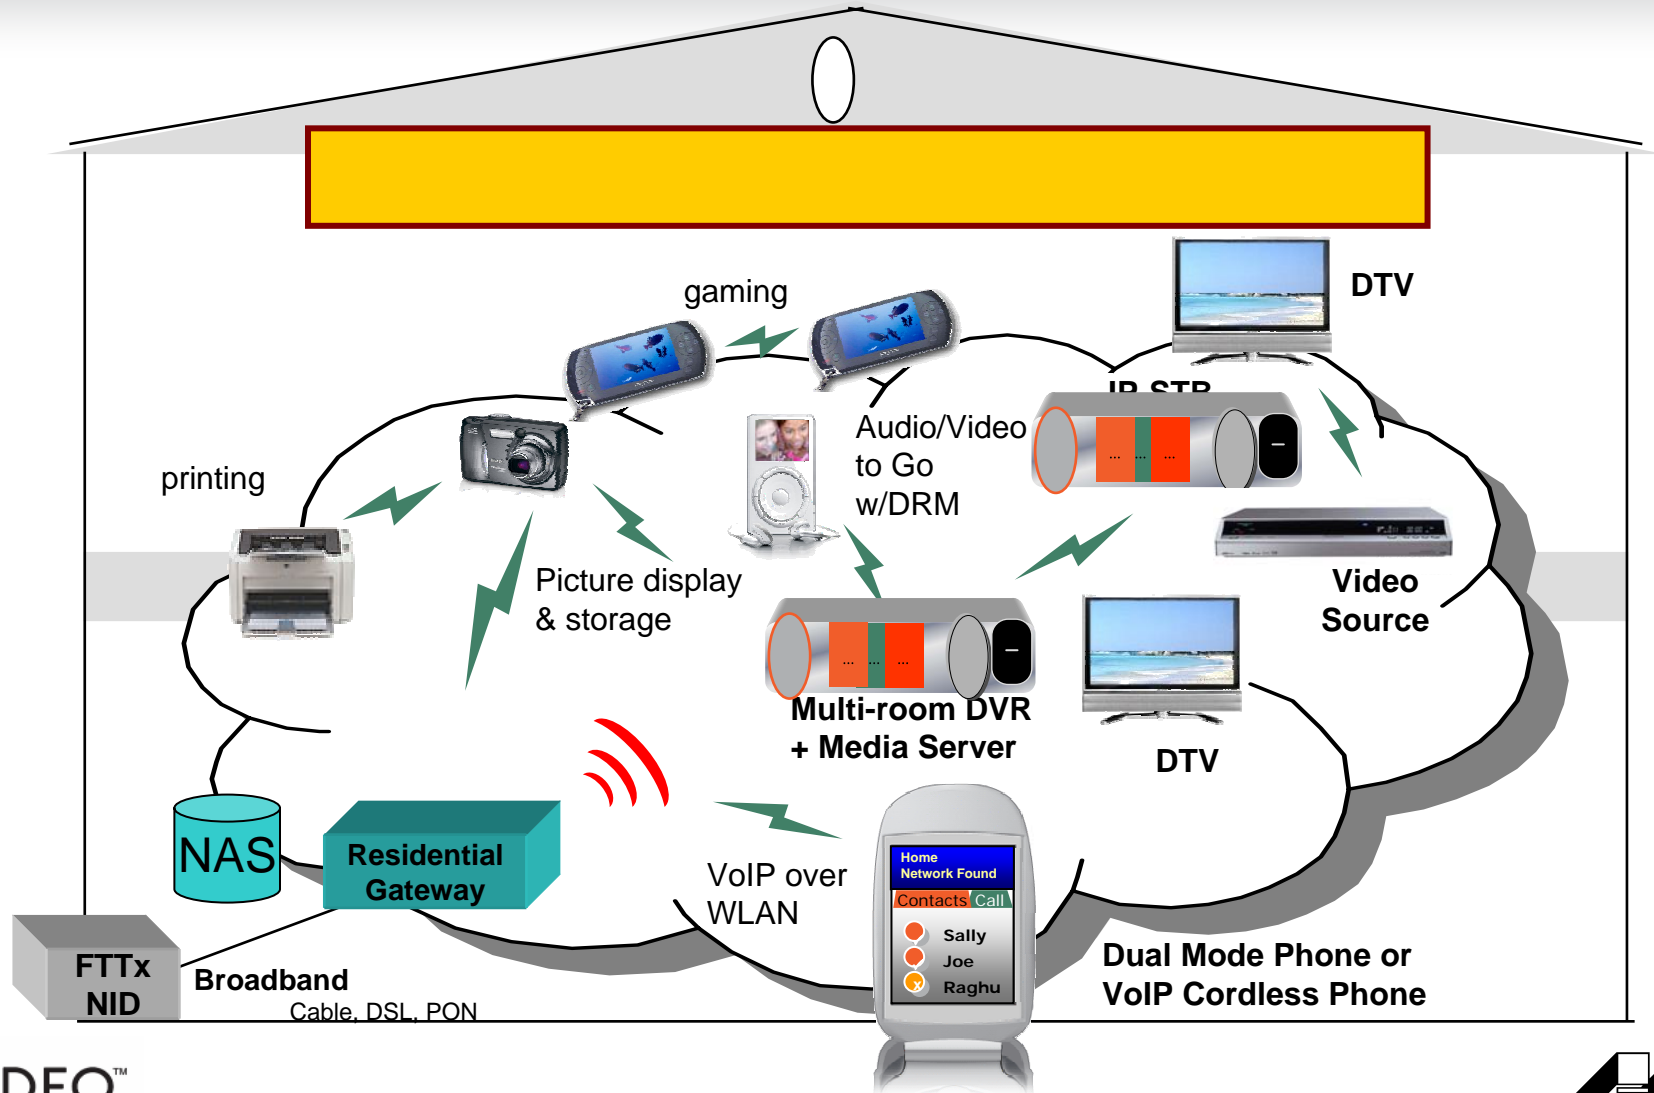 gaming
DTV
IP STB
Audio/Video
to Go
w/DRM
printing
... ... ...
Picture display
& storage
Video
Source
... ... ...
Multi-room DVR
+ Media Server
DTV
NAS
Residential
Gateway
VoIP over
WLAN
Home
Network Found
Contacts Call
Sally
Joe
x Raghu
FTTx
NID
Broadband
Cable, DSL, PON
Dual Mode Phone or
VoIP Cordless Phone